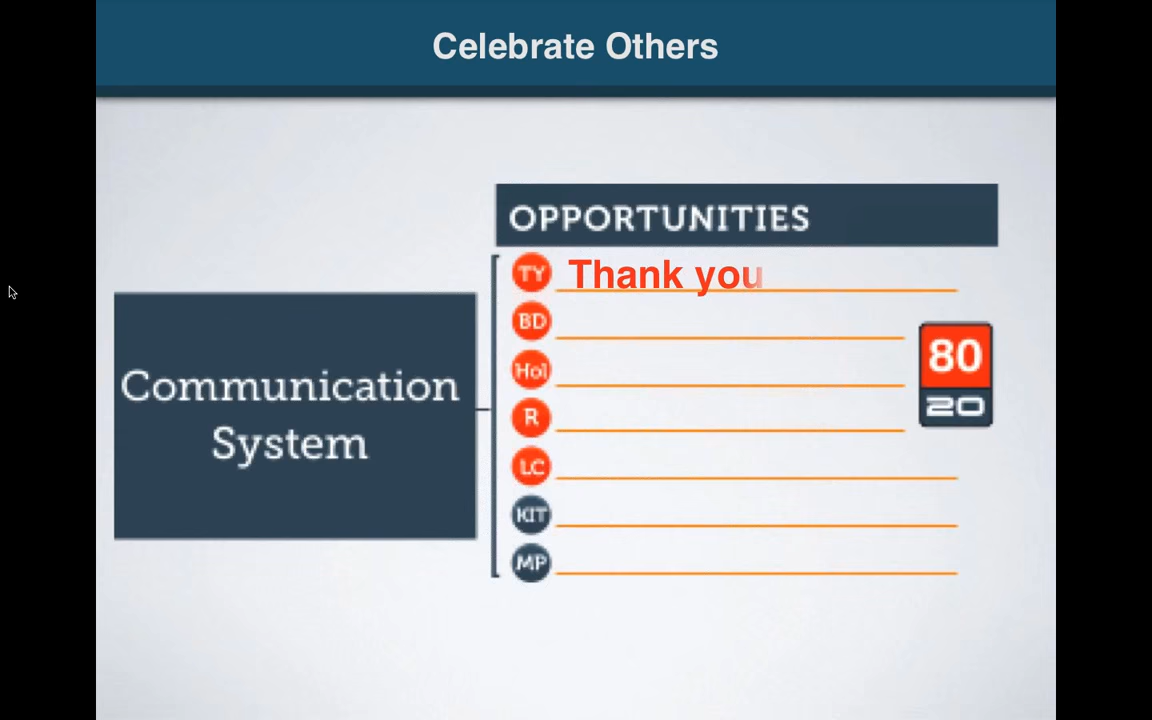 Celebrate Others
OPPORTUNITIES
TY Thank you
BD
Hol
R
LC
KIT
MP
Communication
System
80
20